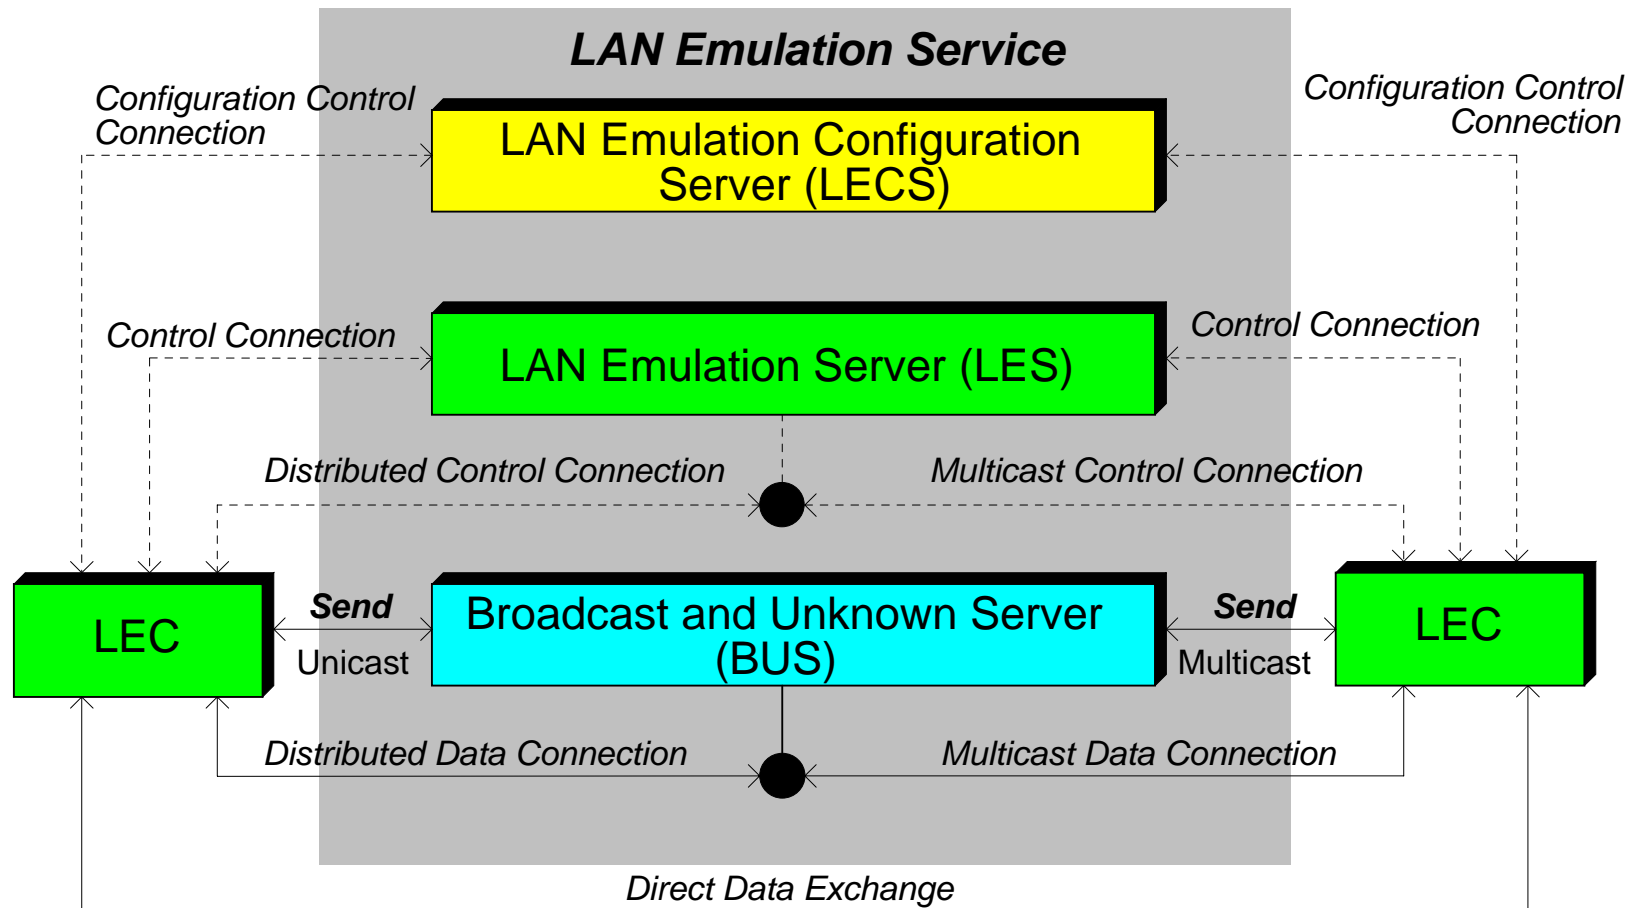 LAN Emulation Service
Configuration Control
Connection
Configuration Control
Connection
LAN Emulation Configuration
Server (LECS)
Control Connection
Control Connection
LAN Emulation Server (LES)
Distributed Control Connection
Multicast Control Connection
LEC
Send
Unicast
Broadcast and Unknown Server
(BUS)
Send
Multicast
LEC
Distributed Data Connection
Multicast Data Connection
Direct Data Exchange